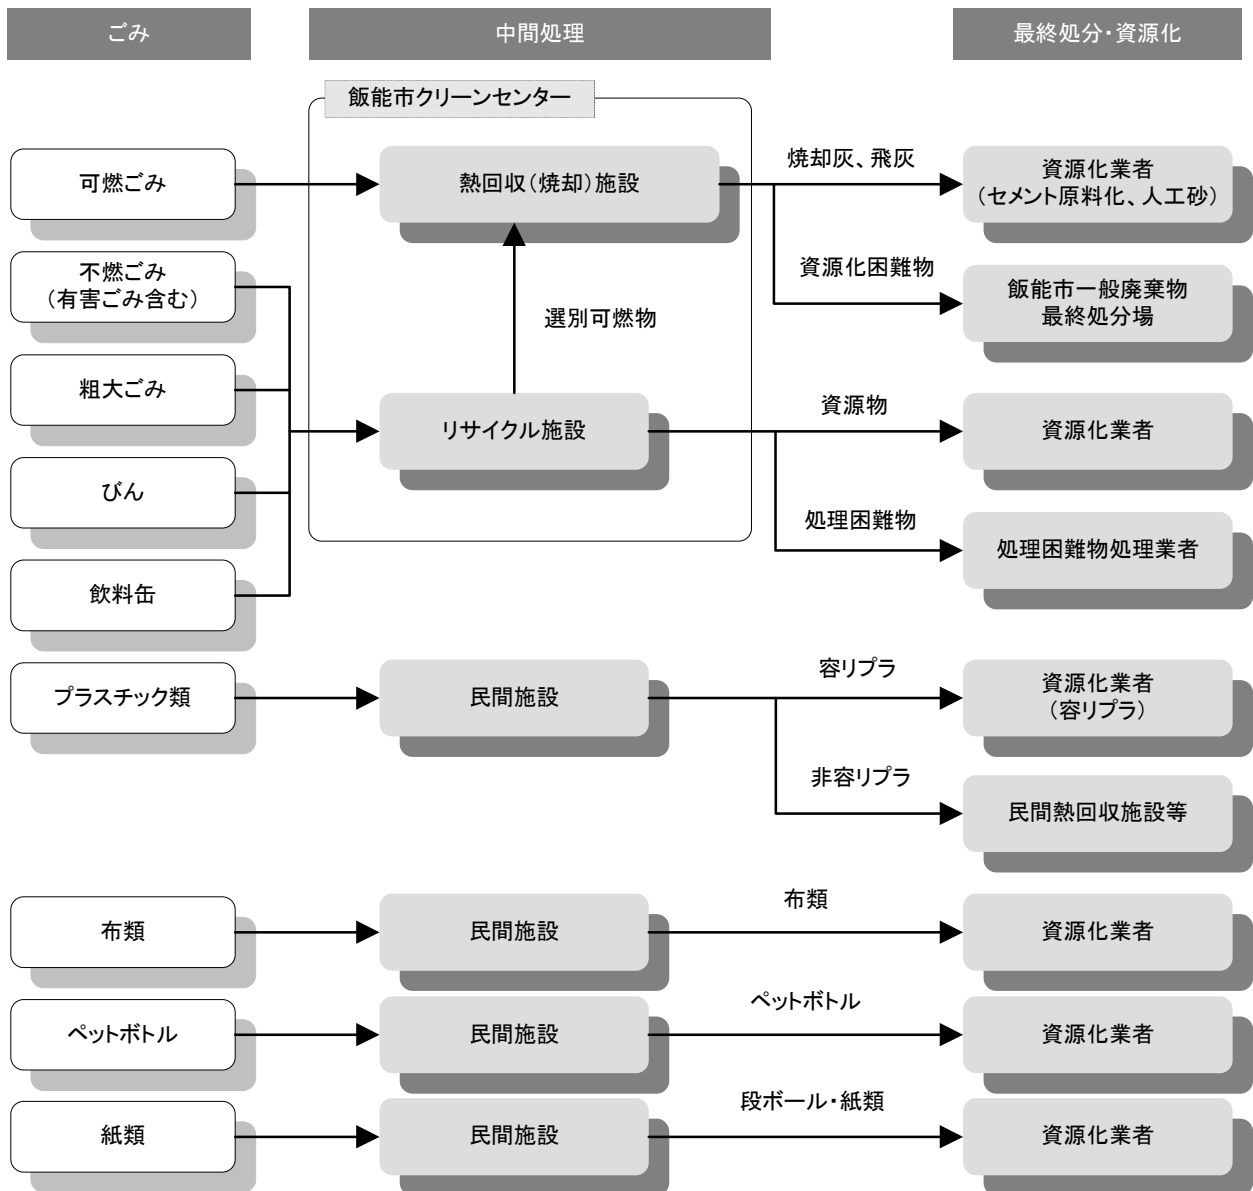 ごみ
中間処理
最終処分・資源化
飯能市クリーンセンター
可燃ごみ
熱回収（焼却）施設
焼却灰、飛灰
資源化業者
（セメント原料化、人工砂）
不燃ごみ
（有害ごみ含む）
資源化困難物
飯能市一般廃棄物
最終処分場
選別可燃物
粗大ごみ
リサイクル施設
資源物
資源化業者
びん
処理困難物
処理困難物処理業者
飲料缶
プラスチック類
民間施設
容リプラ
資源化業者
（容リプラ）
非容リプラ
民間熱回収施設等
布類
民間施設
布類
資源化業者
ペットボトル
民間施設
ペットボトル
資源化業者
紙類
民間施設
段ボール・紙類
資源化業者